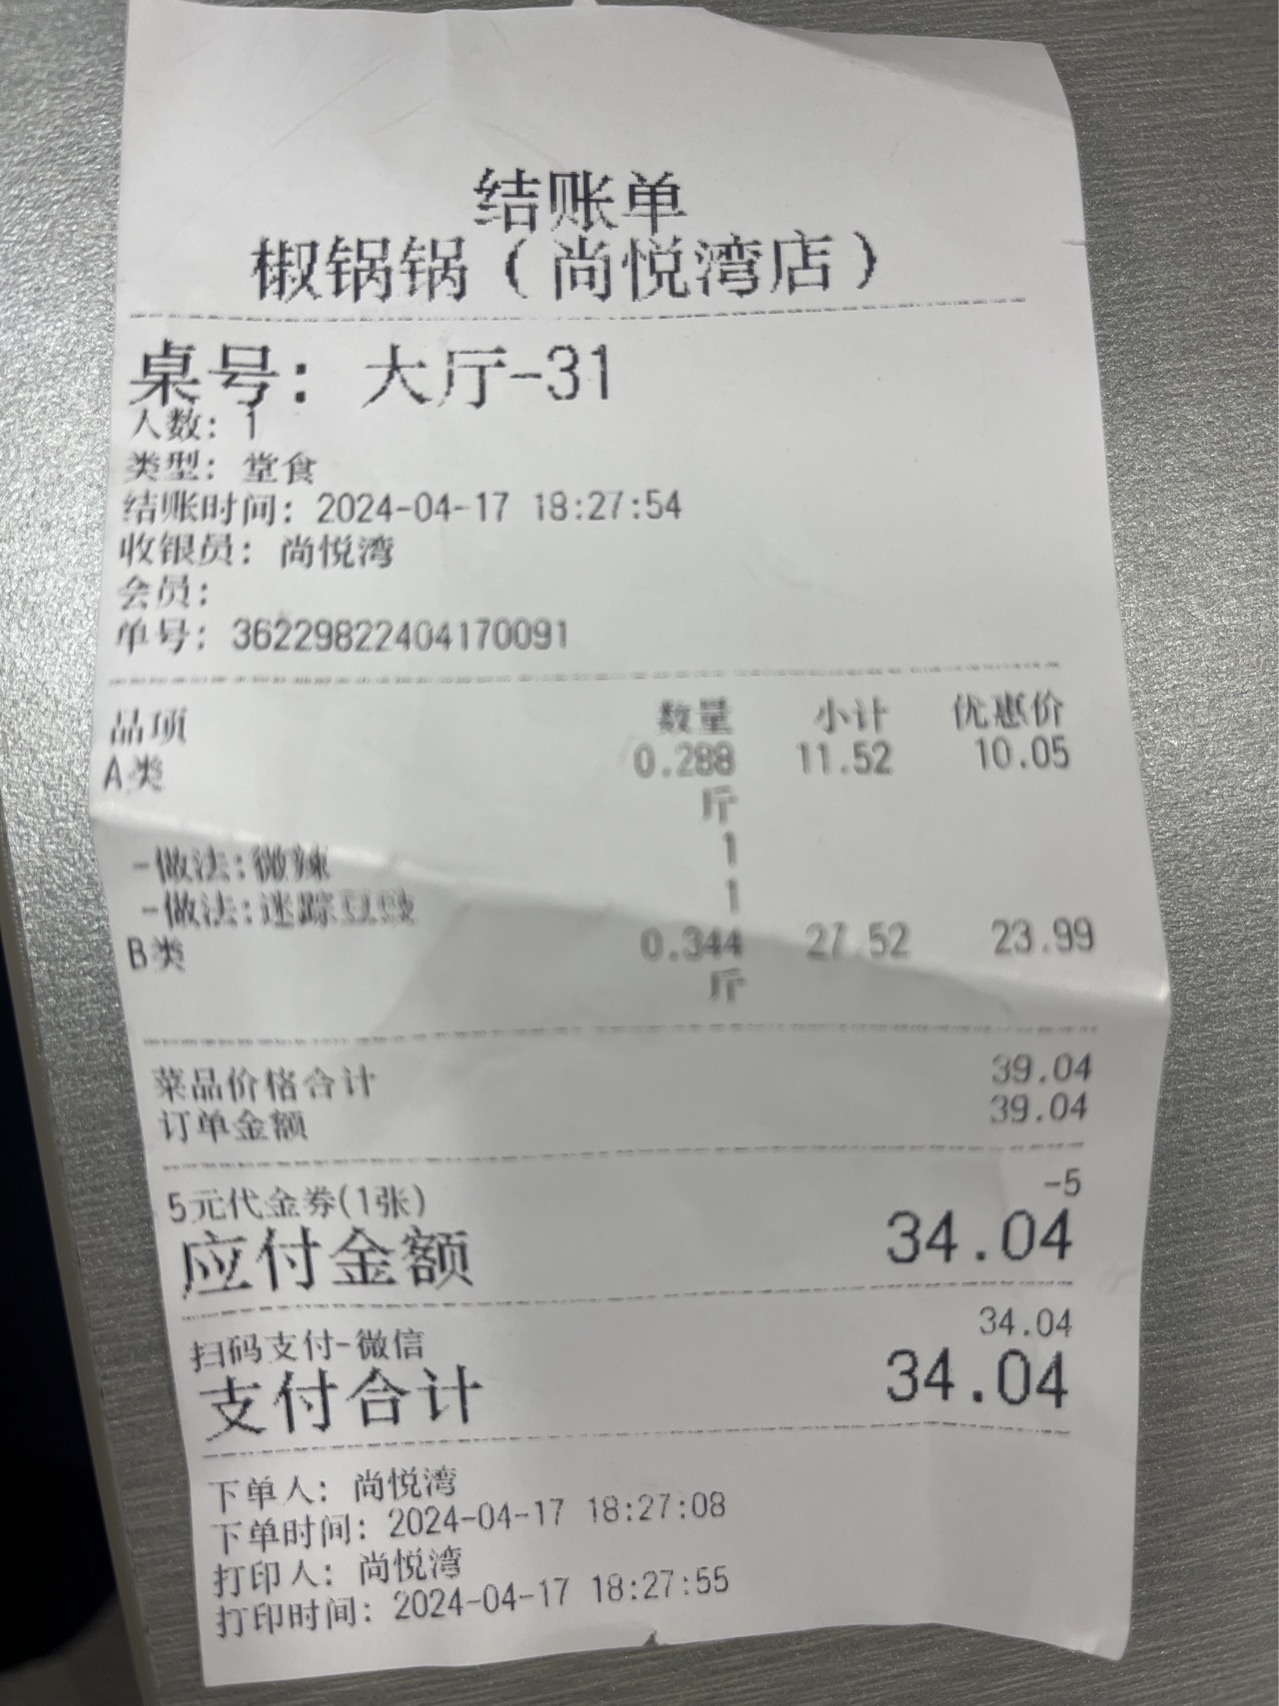 结账单
椒锅锅（尚悦湾店）
桌号：大厅-31
人数：1
类型：堂食
结账时间：2024-04-17 18:27:54
收银员：尚悦湾
会员：
单号：36229822404170091
品项 数量 小计 优惠价
A类 0.288 11.52 10.05
斤
-做法:微辣 1
-做法:迷踪豆豉 1
B类 0.344 27.52 23.99
斤
菜品价格合计 39.04
订单金额 39.04
5元代金券(1张) -5
应付金额 34.04
扫码支付-微信 34.04
支付合计 34.04
下单人：尚悦湾
下单时间：2024-04-17 18:27:08
打印人：尚悦湾
打印时间：2024-04-17 18:27:55